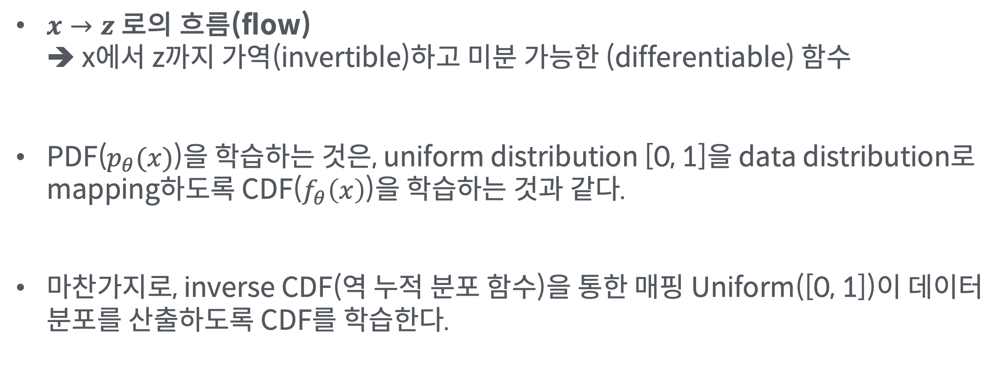 • x → z 로의 흐름(flow)
➔ x에서 z까지 가역(invertible)하고 미분 가능한 (differentiable) 함수
• PDF(p_θ(x))을 학습하는 것은, uniform distribution [0, 1]을 data distribution로
mapping하도록 CDF(f_θ(x))을 학습하는 것과 같다.
• 마찬가지로, inverse CDF(역 누적 분포 함수)을 통한 매핑 Uniform([0, 1])이 데이터
분포를 산출하도록 CDF를 학습한다.